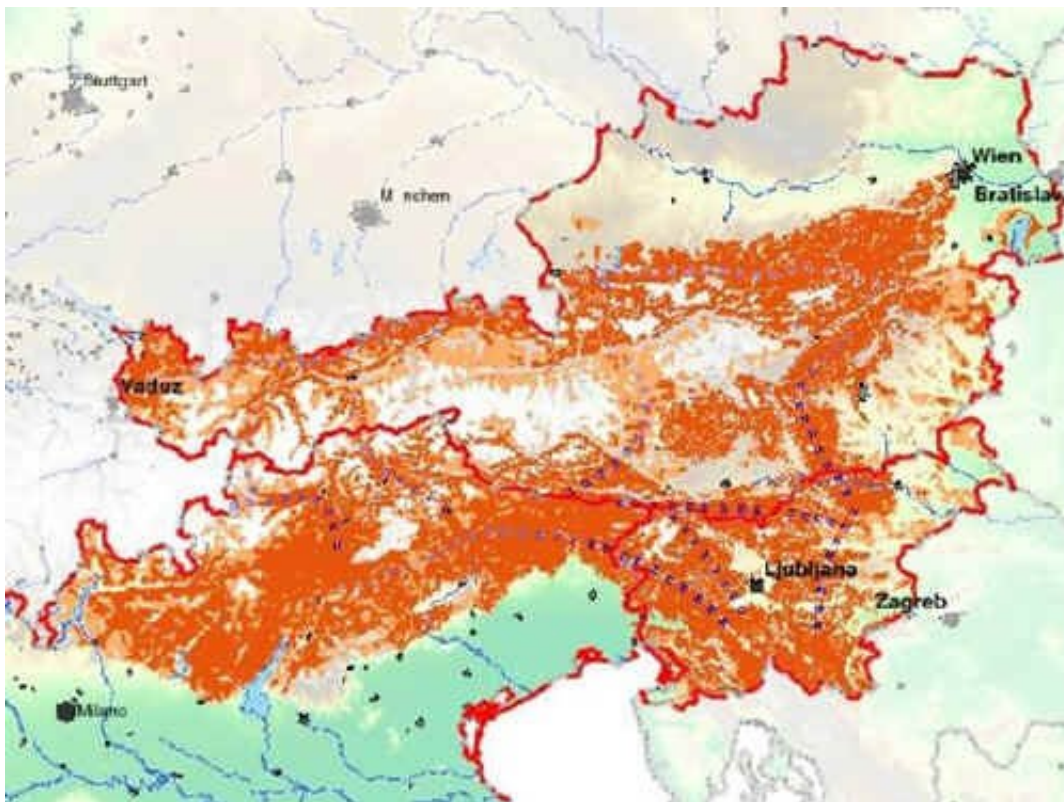 Stuttgart
Wien
Bratislav
M nchen
Vaduz
Ljubljana
Zagreb
Milano